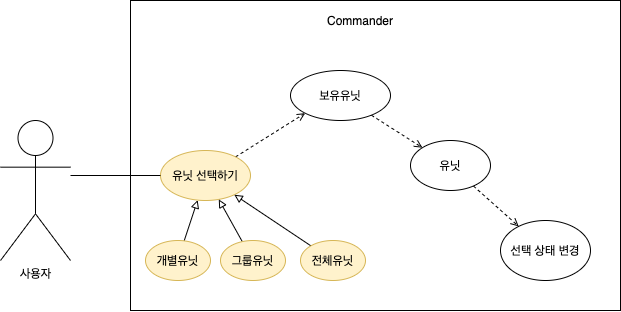 Commander
보유유닛
유닛
유닛 선택하기
선택 상태 변경
개별유닛
그룹유닛
전체유닛
사용자